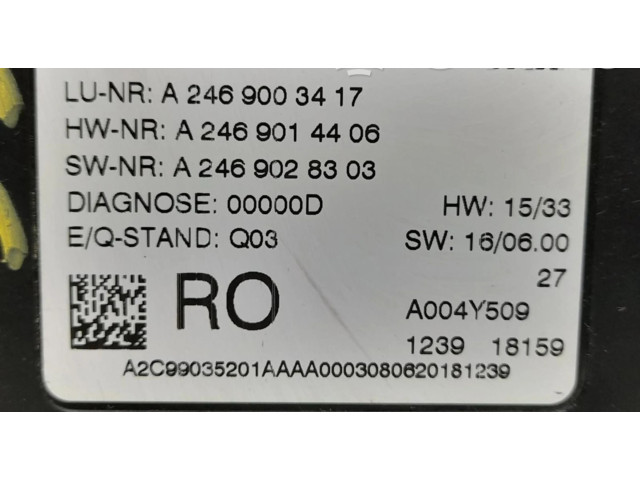 LU-NR: A 246 900 34 17
HW-NR: A 246 901 44 06
SW-NR: A 246 902 83 03
DIAGNOSE: 00000D HW: 15/33
E/Q-STAND: Q03 SW: 16/06.00
27
RO A004Y509
1239 18159
A2C99035201AAAA0003080620181239